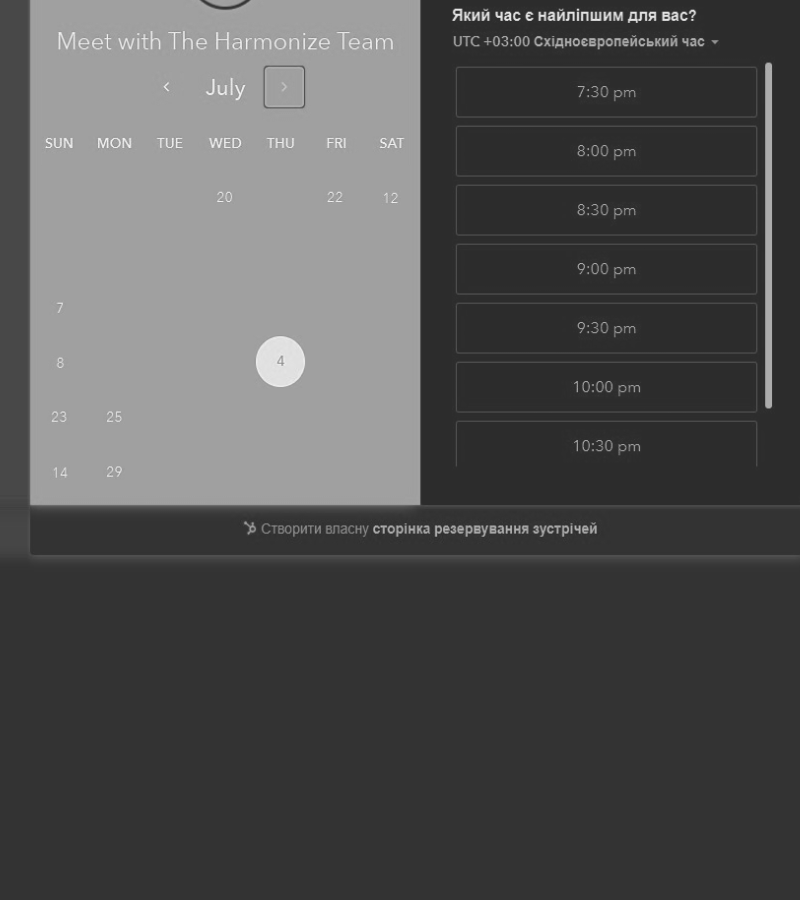 Meet with The Harmonize Team
July
SUN MON TUE WED THU FRI SAT
20 22 12
7
8 4
23 25
14 29
Який час є найліпшим для вас?
UTC +03:00 Східноєвропейський час
7:30 pm
8:00 pm
8:30 pm
9:00 pm
9:30 pm
10:00 pm
10:30 pm
Створити власну сторінка резервування зустрічей